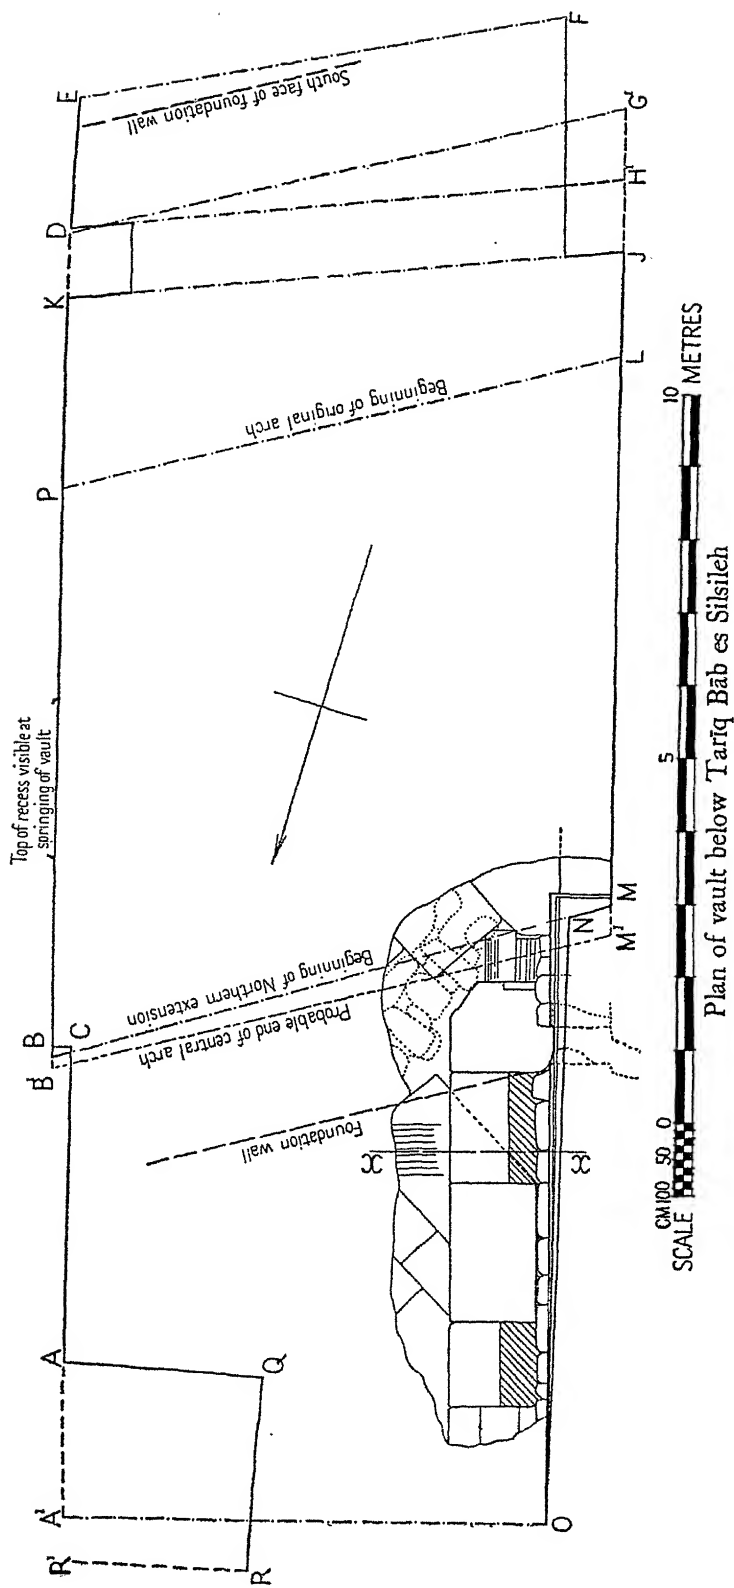 E
F
South face of foundation wall
D
G'
H'
K
J
Beginning of original arch
L
P
Top of recess visible at
springing of vault
B
B'
C
Beginning of Northern extension
Probable end of central arch
N
M
M'
Foundation wall
X
X
A
Q
A'
O
R'
R
SCALE
CM 100 50 0 5 10 METRES
Plan of vault below Tarīq Bāb es Silsileh